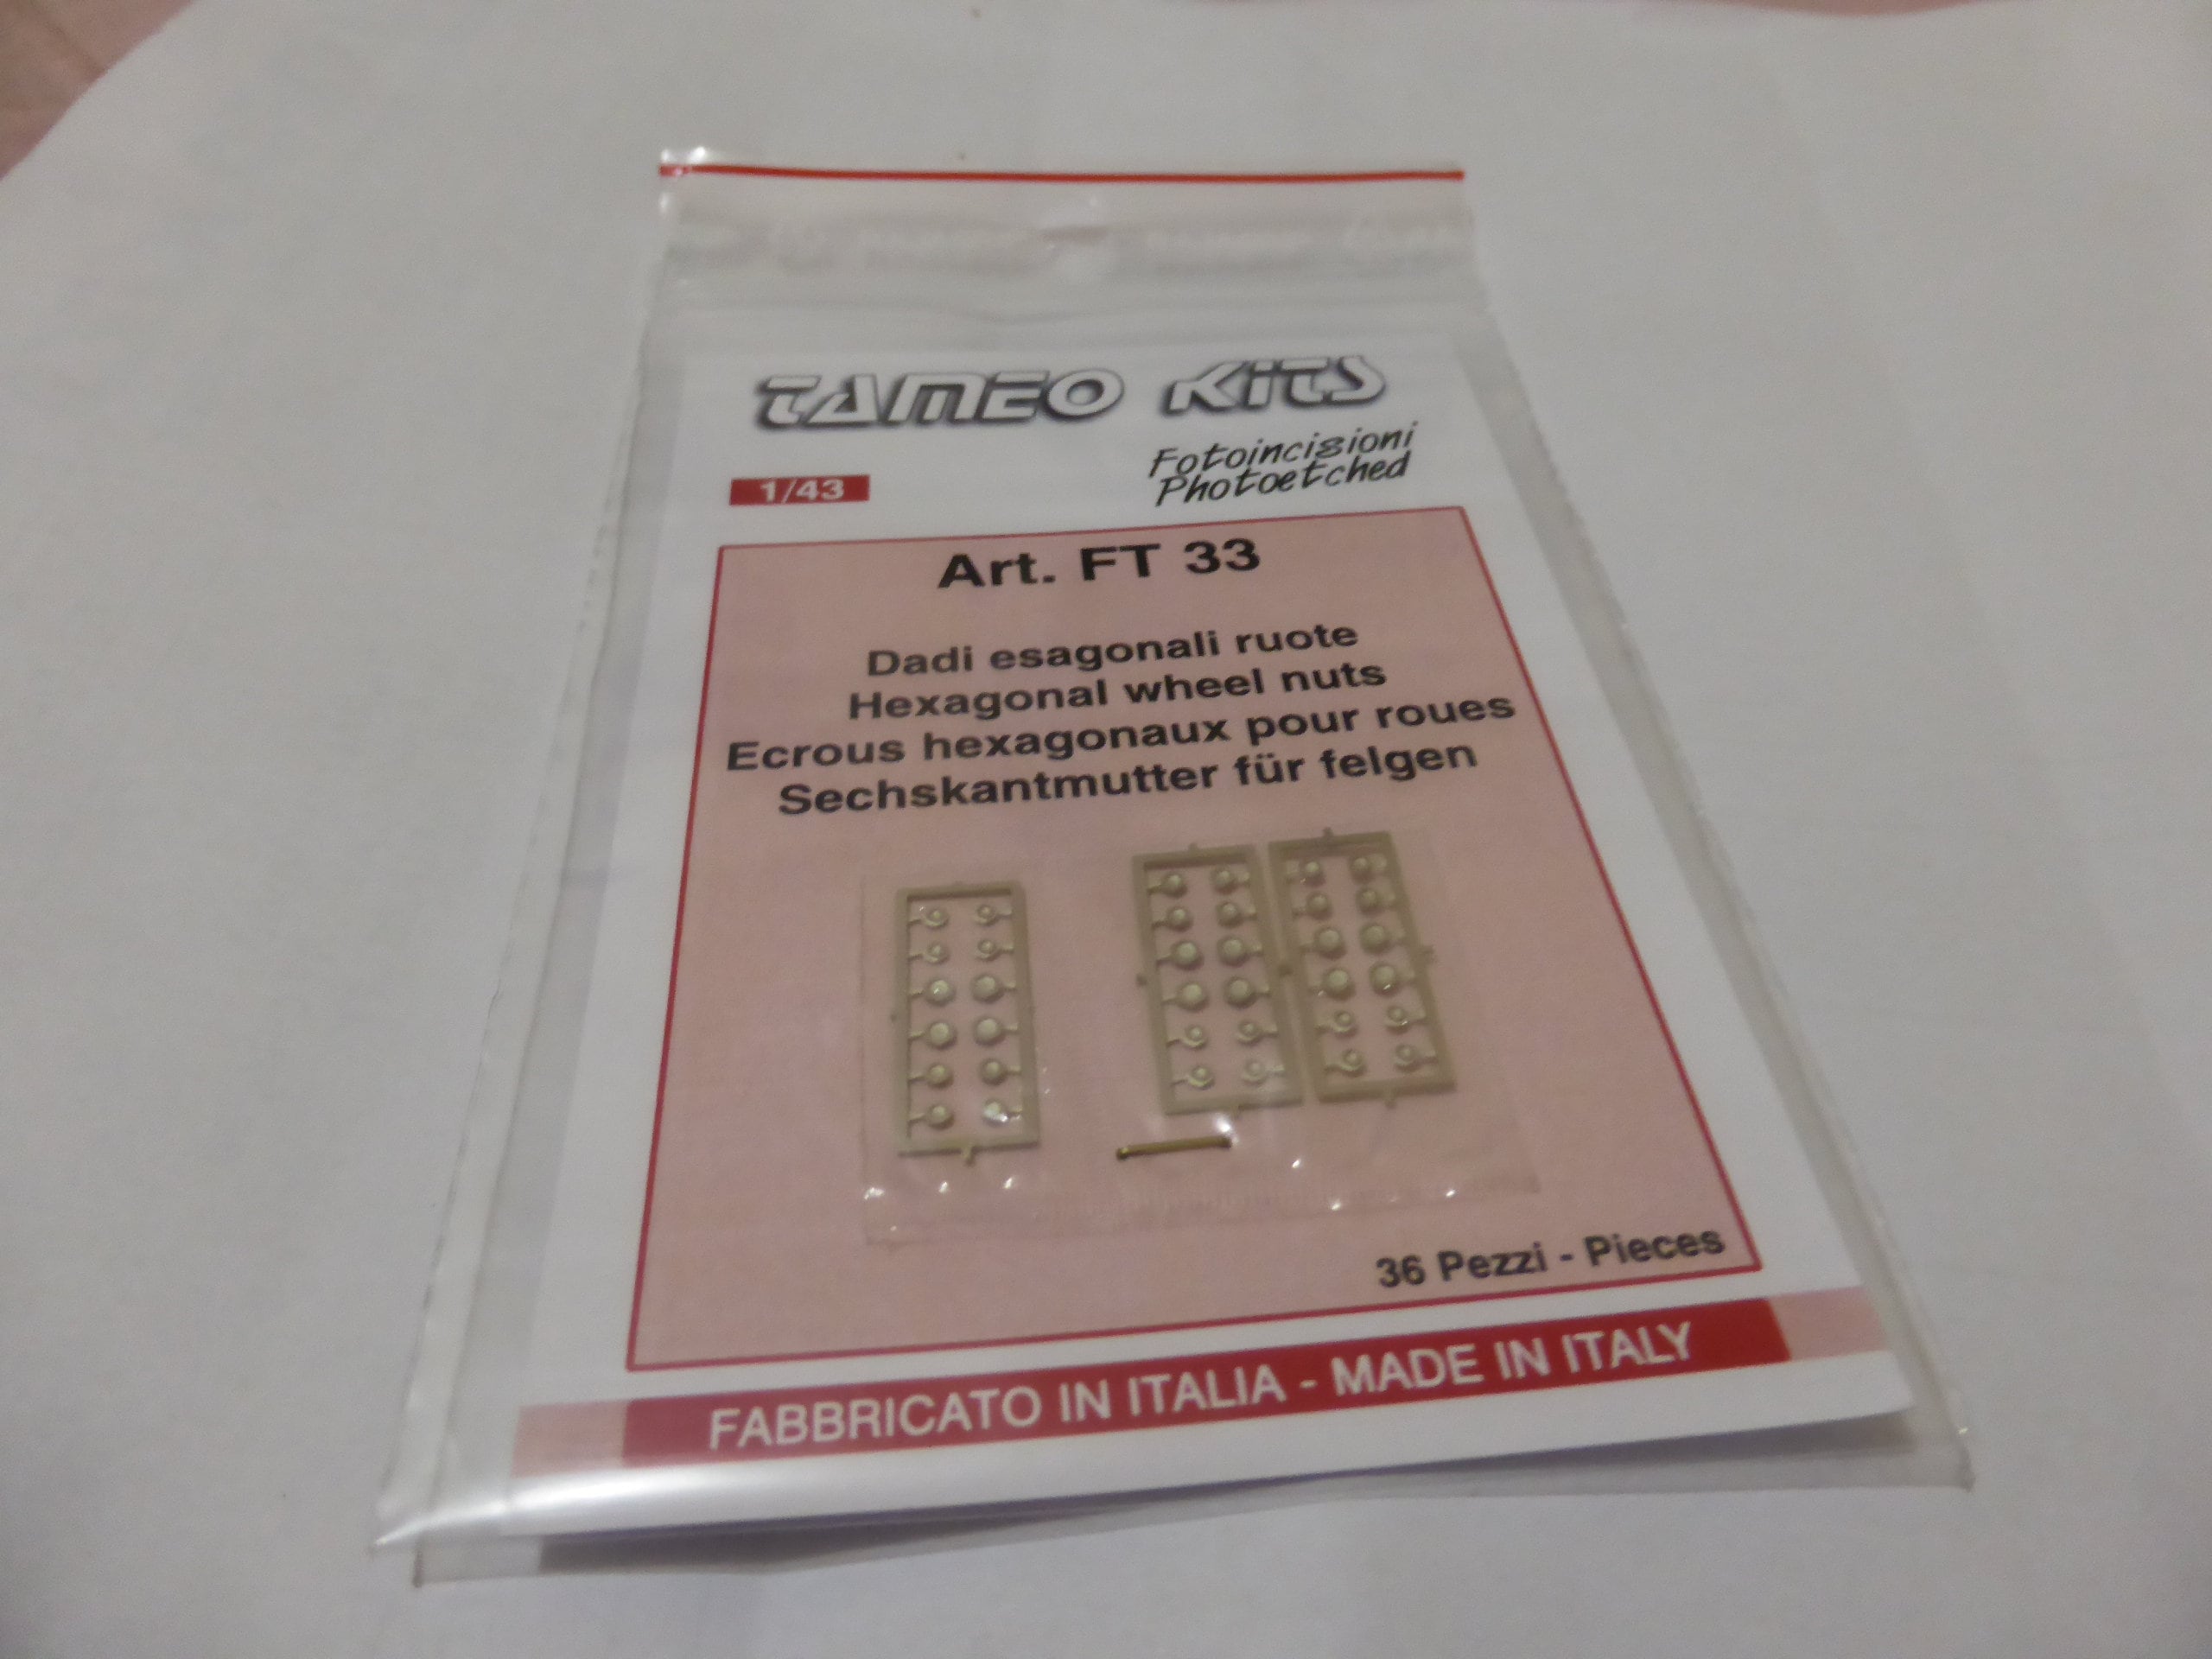 TAMEO KITS
Fotoincisioni
Photoetched
1/43
Art. FT 33
Dadi esagonali ruote
Hexagonal wheel nuts
Ecrous hexagonaux pour roues
Sechskantmutter für felgen
36 Pezzi - Pieces
FABBRICATO IN ITALIA - MADE IN ITALY